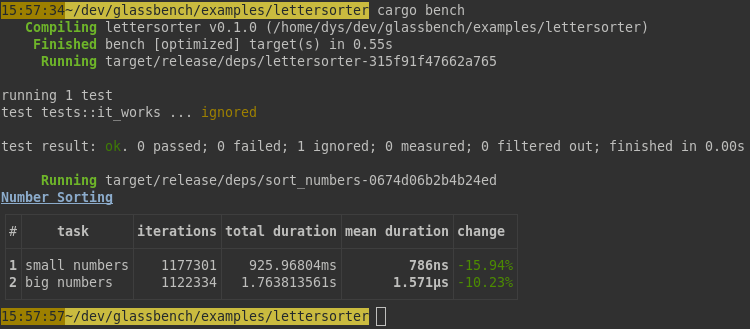 15:57:34~/dev/glassbench/examples/lettersorter cargo bench
Compiling lettersorter v0.1.0 (/home/dys/dev/glassbench/examples/lettersorter)
Finished bench [optimized] target(s) in 0.55s
Running target/release/deps/lettersorter-315f91f47662a765
running 1 test
test tests::it_works ... ignored
test result: ok. 0 passed; 0 failed; 1 ignored; 0 measured; 0 filtered out; finished in 0.00s
Running target/release/deps/sort_numbers-0674d06b2b4b24ed
Number Sorting
# task iterations total duration mean duration change
1 small numbers 1177301 925.96804ms 786ns -15.94%
2 big numbers 1122334 1.763813561s 1.571µs -10.23%
15:57:57~/dev/glassbench/examples/lettersorter